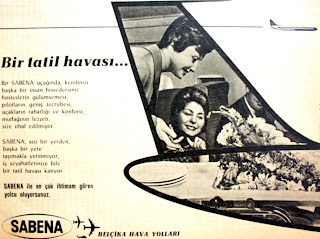 Bir tatil havası...
Bir SABENA uçağında kendinizi
başka bir insan hissedersiniz
hosteslerin gülümsemesi,
pilotların geniş tecrübesi,
uçakların rahatlığı ve konforu,
mutfağının lezzeti,
size ithaf edilmiştir.
SABENA, sizi bir yerden,
başka bir yere
taşımakla yetinmiyor,
iş seyahatlerinize bile
bir tatil havası katıyor.
SABENA ile en çok ihtimam gören
yolcu oluyorsunuz.
SABENA
BELÇİKA HAVA YOLLARI